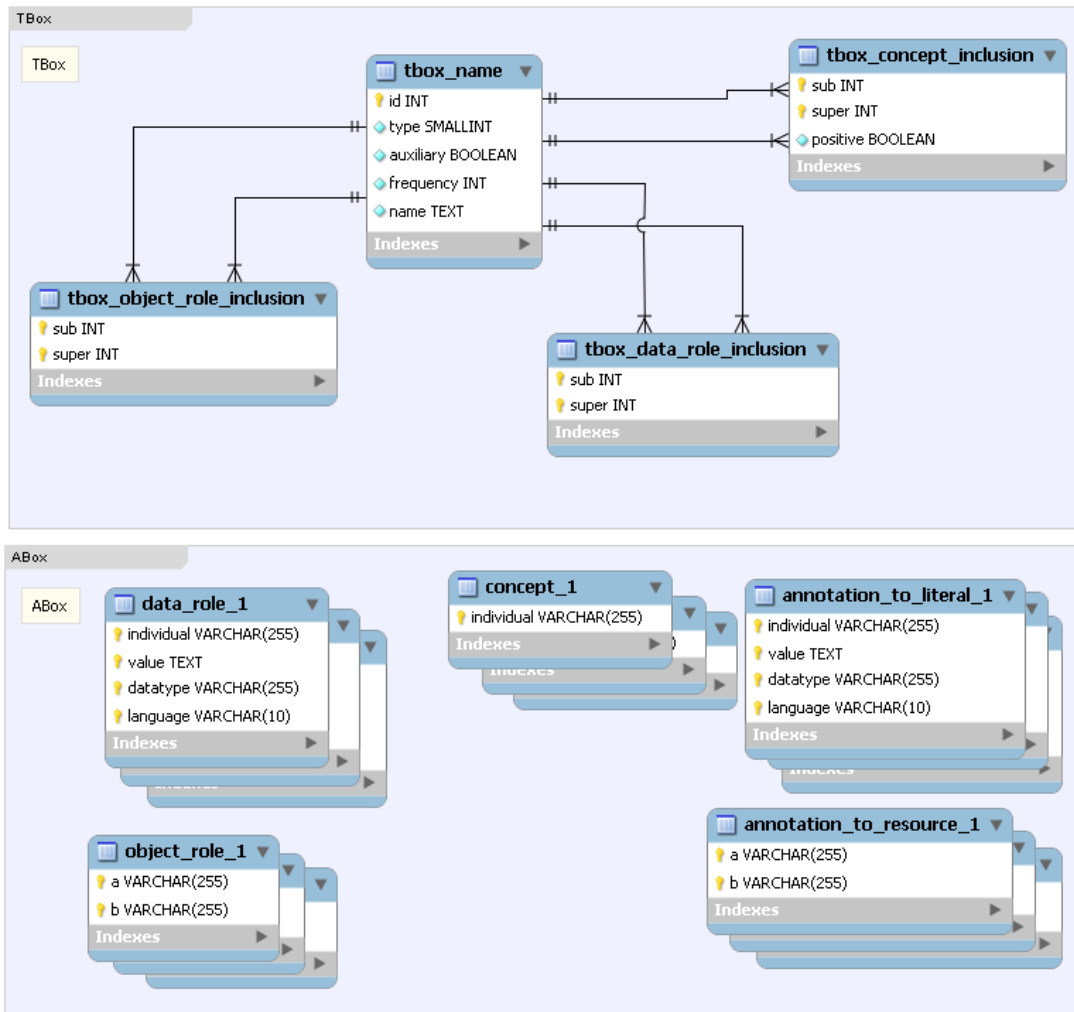 TBox
TBox
tbox_name
id INT
type SMALLINT
auxiliary BOOLEAN
frequency INT
name TEXT
Indexes
tbox_concept_inclusion
sub INT
super INT
positive BOOLEAN
Indexes
tbox_object_role_inclusion
sub INT
super INT
Indexes
tbox_data_role_inclusion
sub INT
super INT
Indexes
ABox
ABox
data_role_1
individual VARCHAR(255)
value TEXT
datatype VARCHAR(255)
language VARCHAR(10)
Indexes
concept_1
individual VARCHAR(255)
Indexes
)
Indexes
annotation_to_literal_1
individual VARCHAR(255)
value TEXT
datatype VARCHAR(255)
language VARCHAR(10)
Indexes
Indexes
Indexes
object_role_1
a VARCHAR(255)
b VARCHAR(255)
Indexes
annotation_to_resource_1
a VARCHAR(255)
b VARCHAR(255)
Indexes